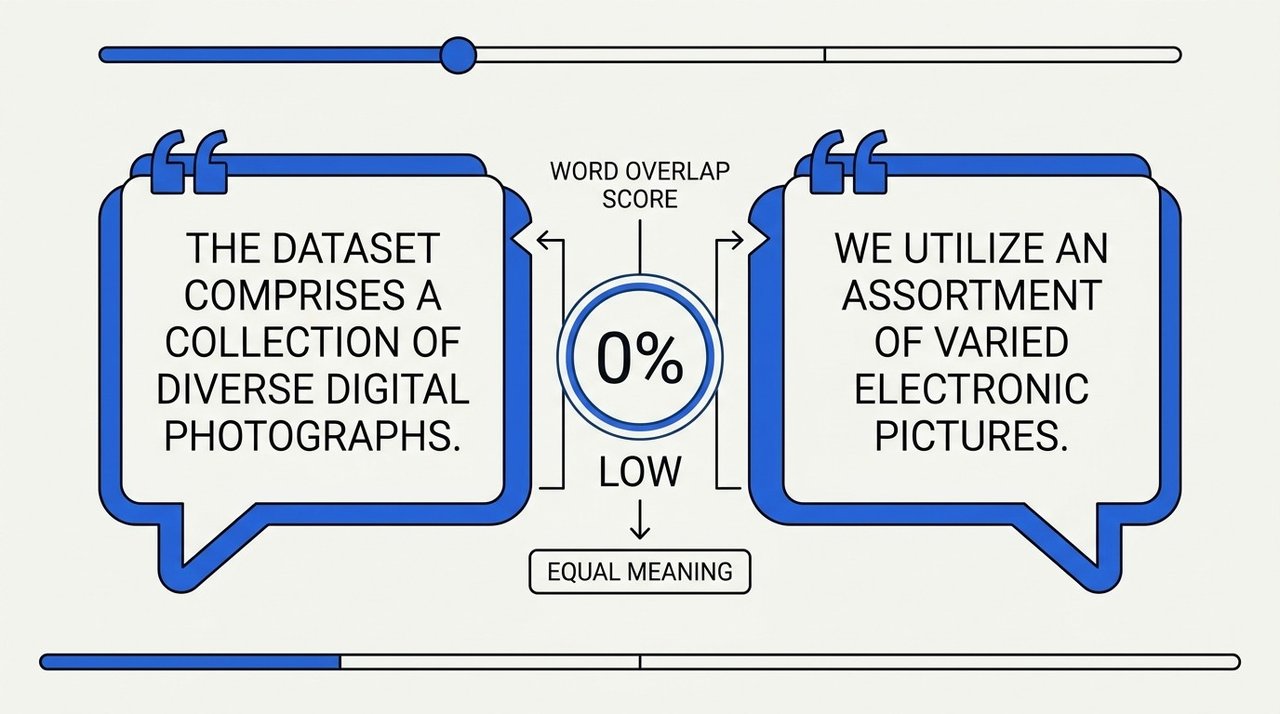 THE DATASET
COMPRISES A
COLLECTION OF
DIVERSE DIGITAL
PHOTOGRAPHS.
WORD OVERLAP
SCORE
0%
LOW
EQUAL MEANING
WE UTILIZE AN
ASSORTMENT
OF VARIED
ELECTRONIC
PICTURES.